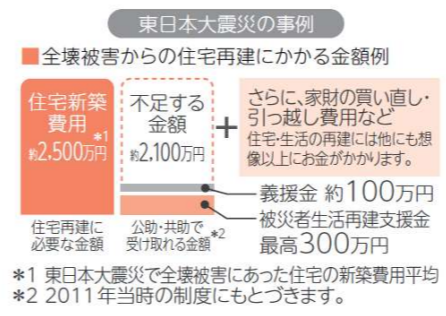 東日本大震災の事例
■全壊被害からの住宅再建にかかる金額例
住宅新築
費用
*1
約2,500万円
不足する
金額
約2,100万円
+
さらに、家財の買い直し・
引っ越し費用など
住宅・生活の再建には他にも想
像以上にお金がかかります。
義援金 約100万円
被災者生活再建支援金
最高300万円
住宅再建に
必要な金額
公助・共助で
受け取れる金額*2
*1 東日本大震災で全壊被害にあった住宅の新築費用平均
*2 2011年当時の制度にもとづきます。